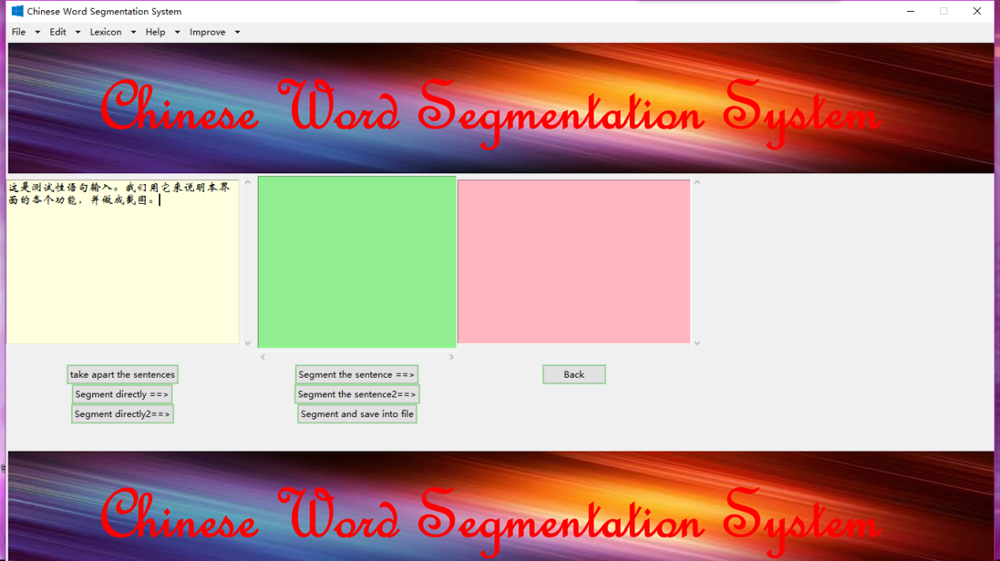 Chinese Word Segmentation System
File Edit Lexicon Help Improve
Chinese Word Segmentation System
这是测试性语句输入。我们用它来说明本界
面的各个功能，并做成截图。
take apart the sentences
Segment directly ==>
Segment directly2==>
Segment the sentence ==>
Segment the sentence2==>
Segment and save into file
Back
Chinese Word Segmentation System